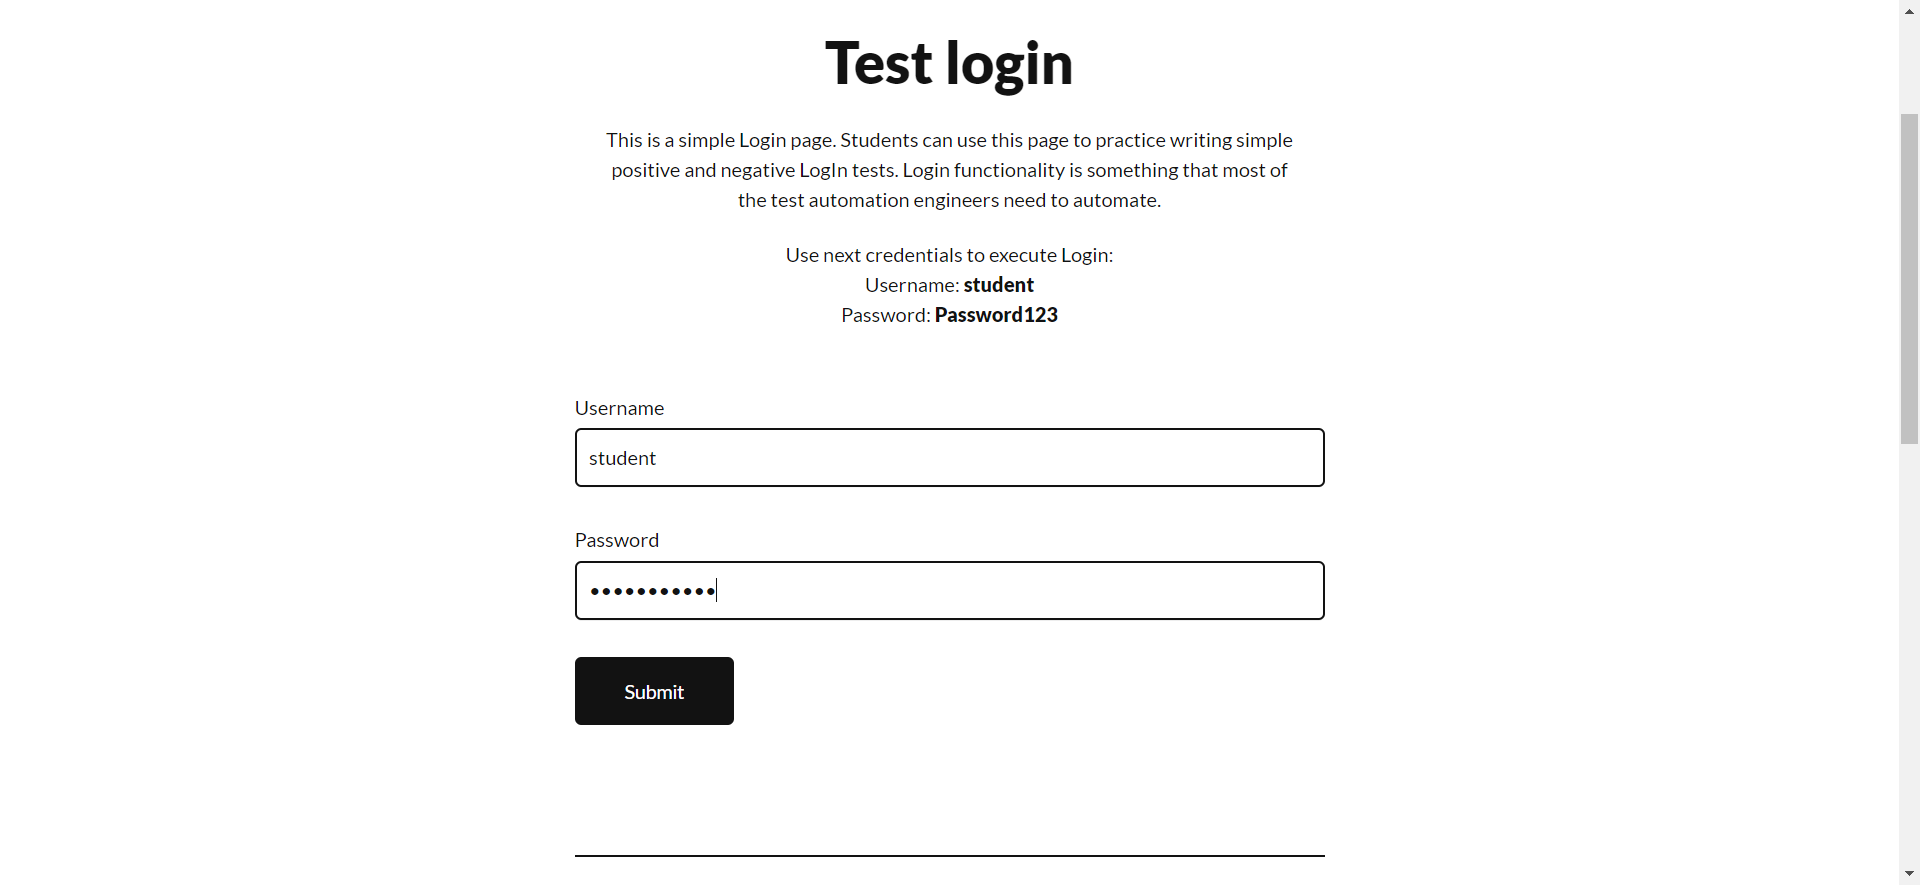 Test login
This is a simple Login page. Students can use this page to practice writing simple
positive and negative LogIn tests. Login functionality is something that most of
the test automation engineers need to automate.
Use next credentials to execute Login:
Username: student
Password: Password123
Username
student
Password
•••••••••••
Submit